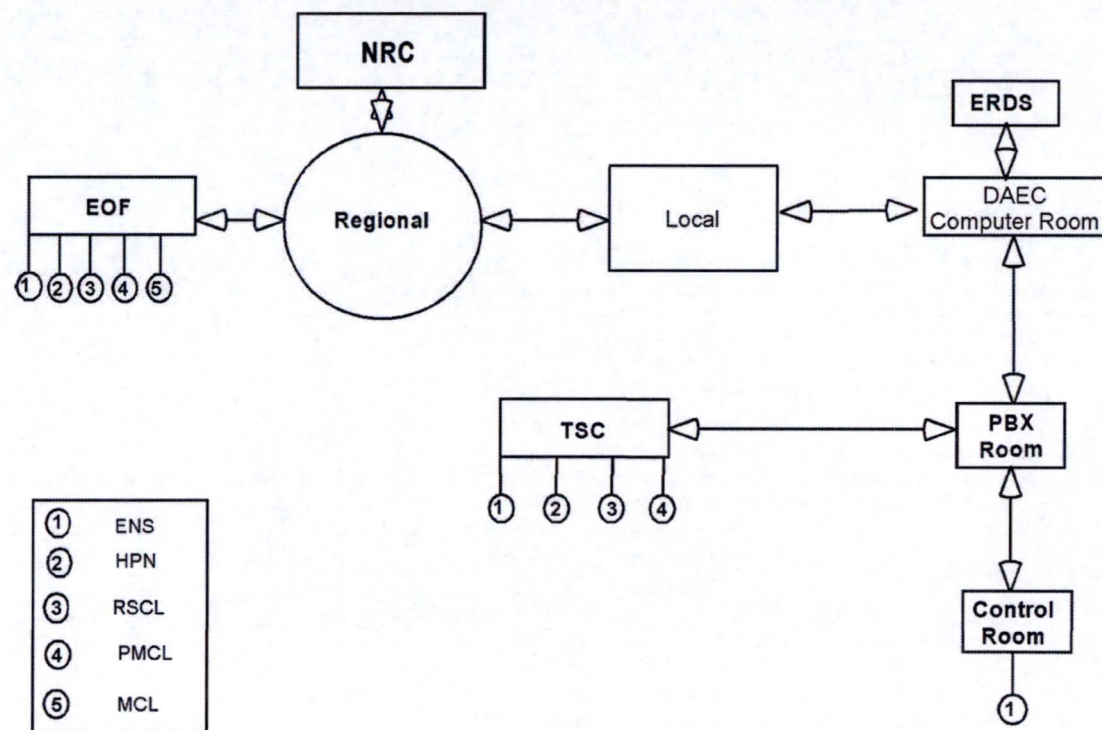 NRC
ERDS
EOF
Regional
Local
DAEC
Computer Room
1 2 3 4 5
TSC
PBX
Room
1 2 3 4
1 ENS
2 HPN
3 RSCL
4 PMCL
5 MCL
Control
Room
1